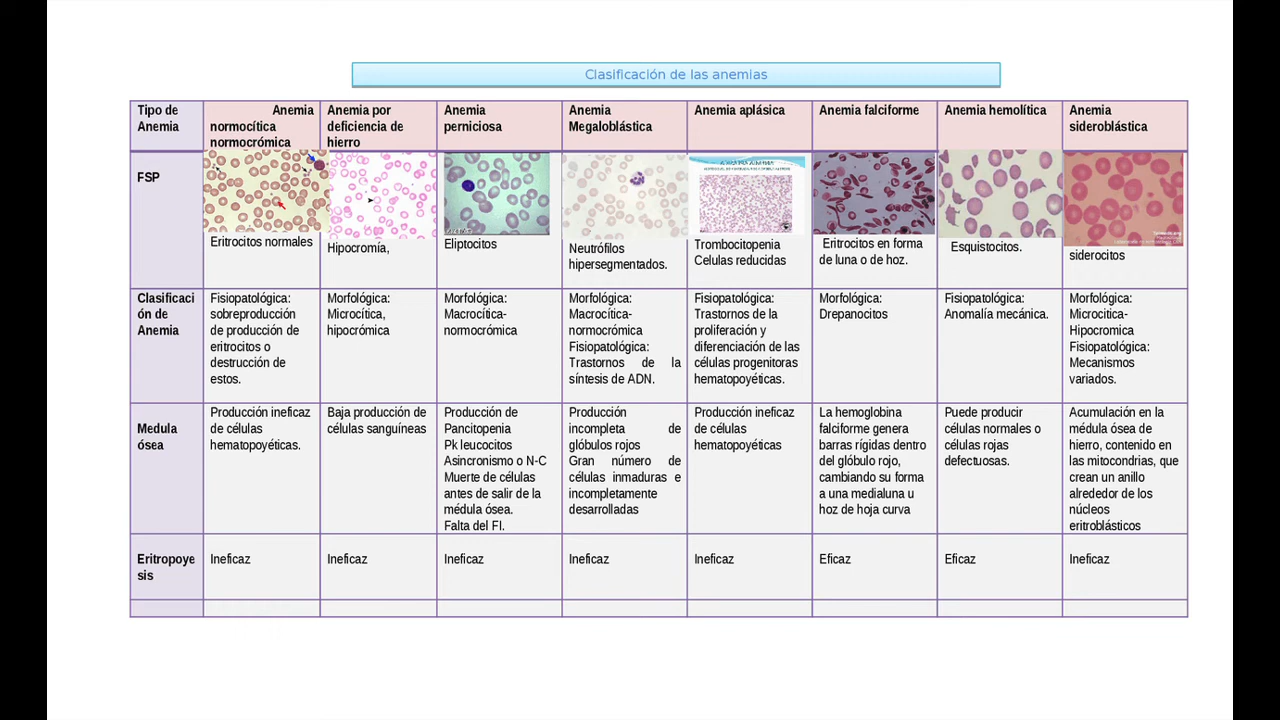 Clasificación de las anemias
Tipo de
Anemia
Anemia
normocítica
normocrómica
Anemia por
deficiencia de
hierro
Anemia
perniciosa
Anemia
Megaloblástica
Anemia aplásica
Anemia falciforme
Anemia hemolítica
Anemia
sideroblástica
FSP
Eritrocitos normales
Hipocromía,
Eliptocitos
Neutrófilos
hipersegmentados.
Trombocitopenia
Celulas reducidas
Eritrocitos en forma
de luna o de hoz.
Esquistocitos.
siderocitos
Clasificaci
ón de
Anemia
Fisiopatológica:
sobreproducción
de producción de
eritrocitos o
destrucción de
estos.
Morfológica:
Microcítica,
hipocrómica
Morfológica:
Macrocítica-
normocrómica
Morfológica:
Macrocítica-
normocrómica
Fisiopatológica:
Trastornos de la
síntesis de ADN.
Fisiopatológica:
Trastornos de la
proliferación y
diferenciación de las
células progenitoras
hematopoyéticas.
Morfológica:
Drepanocitos
Fisiopatológica:
Anomalía mecánica.
Morfológica:
Microcitica-
Hipocromica
Fisiopatológica:
Mecanismos
variados.
Medula
ósea
Producción ineficaz
de células
hematopoyéticas.
Baja producción de
células sanguíneas
Producción de
Pancitopenia
Pk leucocitos
Asincronismo o N-C
Muerte de células
antes de salir de la
médula ósea.
Falta del FI.
Producción
incompleta de
glóbulos rojos
Gran número de
células inmaduras e
incompletamente
desarrolladas
Producción ineficaz
de células
hematopoyéticas
La hemoglobina
falciforme genera
barras rígidas dentro
del glóbulo rojo,
cambiando su forma
a una medialuna u
hoz de hoja curva
Puede producir
células normales o
células rojas
defectuosas.
Acumulación en la
médula ósea de
hierro, contenido en
las mitocondrias, que
crean un anillo
alrededor de los
núcleos
eritroblásticos
Eritropoye
sis
Ineficaz
Ineficaz
Ineficaz
Ineficaz
Ineficaz
Eficaz
Eficaz
Ineficaz